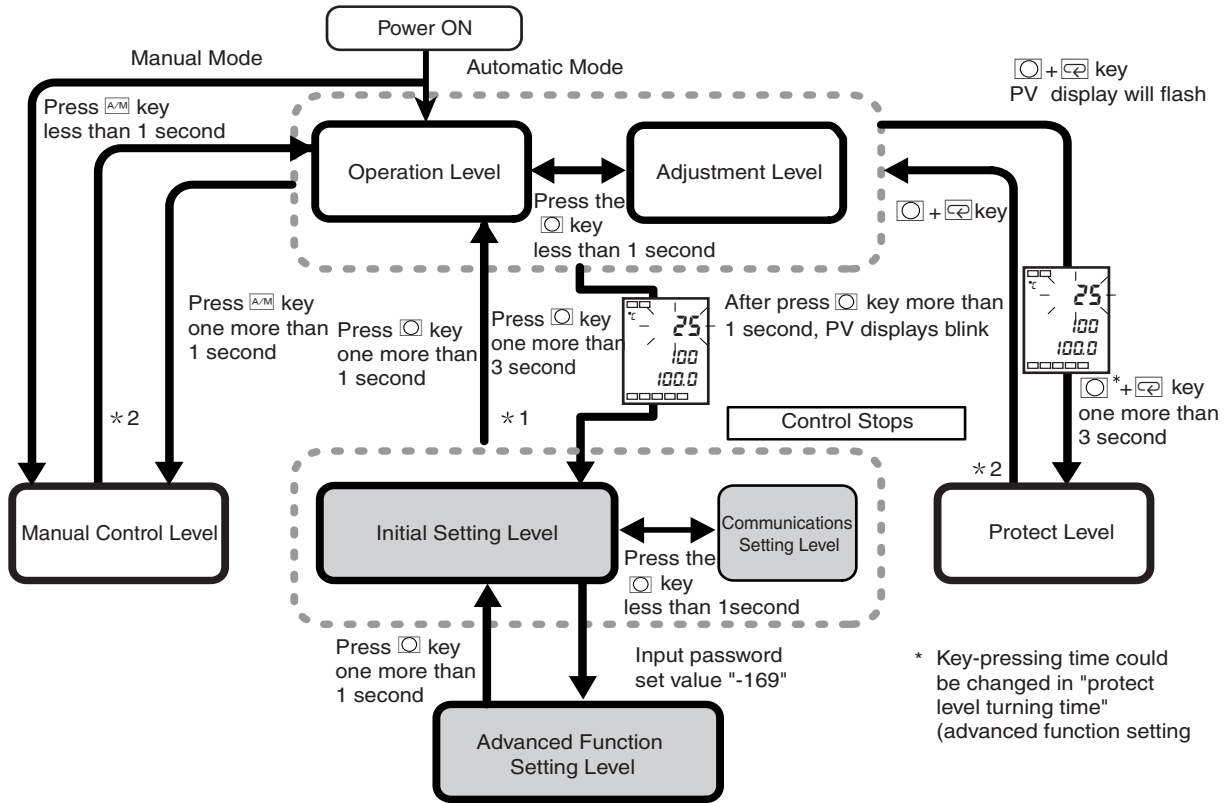 Power ON
Manual Mode
Automatic Mode
+ key
PV display will flash
Press A/M key
less than 1 second
Operation Level
Adjustment Level
Press the
key
less than 1 second
+ key
Press A/M key
one more than
1 second
Press key
one more than
1 second
Press key
one more than
3 second
°C
25
100
100.0
After press key more than
1 second, PV displays blink
°C
25
100
100.0
*+ key
one more than
3 second
*2
*1
Control Stops
*2
Manual Control Level
Initial Setting Level
Communications
Setting Level
Protect Level
Press the
key
less than 1second
Press key
one more than
1 second
Input password
set value "-169"
* Key-pressing time could
be changed in "protect
level turning time"
(advanced function setting
Advanced Function
Setting Level